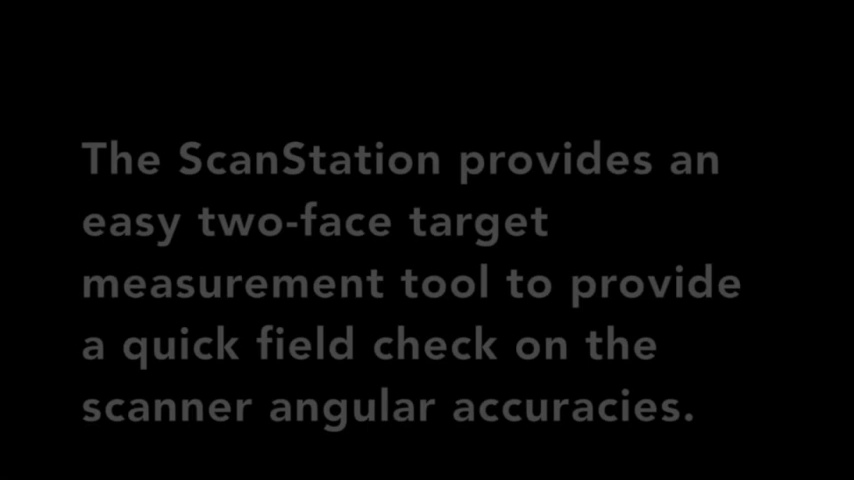 The ScanStation provides an
easy two-face target
measurement tool to provide
a quick field check on the
scanner angular accuracies.